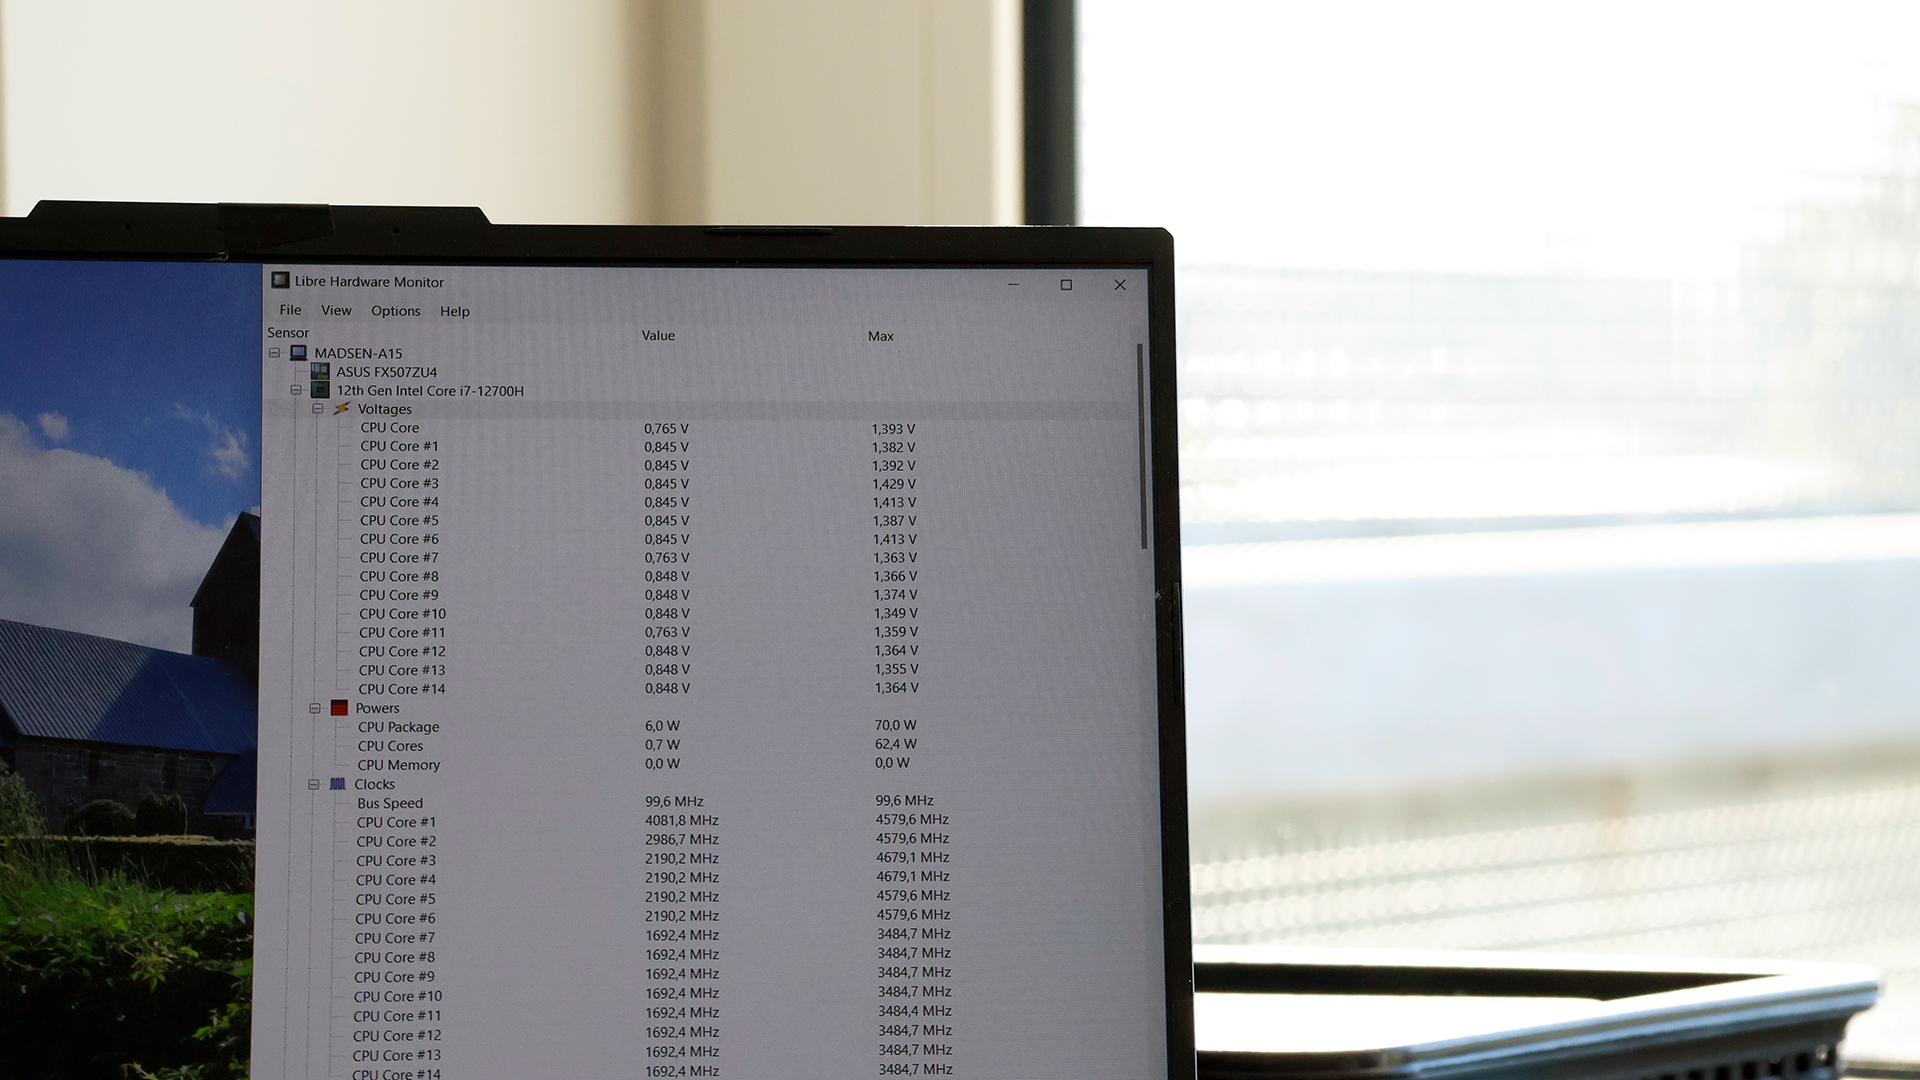 Libre Hardware Monitor
File View Options Help
Sensor Value Max
MADSEN-A15
ASUS FX507ZU4
12th Gen Intel Core i7-12700H
Voltages
CPU Core 0,765 V 1,393 V
CPU Core #1 0,845 V 1,382 V
CPU Core #2 0,845 V 1,392 V
CPU Core #3 0,845 V 1,429 V
CPU Core #4 0,845 V 1,413 V
CPU Core #5 0,845 V 1,387 V
CPU Core #6 0,845 V 1,413 V
CPU Core #7 0,763 V 1,363 V
CPU Core #8 0,848 V 1,366 V
CPU Core #9 0,848 V 1,374 V
CPU Core #10 0,848 V 1,349 V
CPU Core #11 0,763 V 1,359 V
CPU Core #12 0,848 V 1,364 V
CPU Core #13 0,848 V 1,355 V
CPU Core #14 0,848 V 1,364 V
Powers
CPU Package 6,0 W 70,0 W
CPU Cores 0,7 W 62,4 W
CPU Memory 0,0 W 0,0 W
Clocks
Bus Speed 99,6 MHz 99,6 MHz
CPU Core #1 4081,8 MHz 4579,6 MHz
CPU Core #2 2986,7 MHz 4579,6 MHz
CPU Core #3 2190,2 MHz 4679,1 MHz
CPU Core #4 2190,2 MHz 4679,1 MHz
CPU Core #5 2190,2 MHz 4579,6 MHz
CPU Core #6 2190,2 MHz 4579,6 MHz
CPU Core #7 1692,4 MHz 3484,7 MHz
CPU Core #8 1692,4 MHz 3484,7 MHz
CPU Core #9 1692,4 MHz 3484,7 MHz
CPU Core #10 1692,4 MHz 3484,7 MHz
CPU Core #11 1692,4 MHz 3484,4 MHz
CPU Core #12 1692,4 MHz 3484,7 MHz
CPU Core #13 1692,4 MHz 3484,7 MHz
CPU Core #14 1692,4 MHz 3484,7 MHz